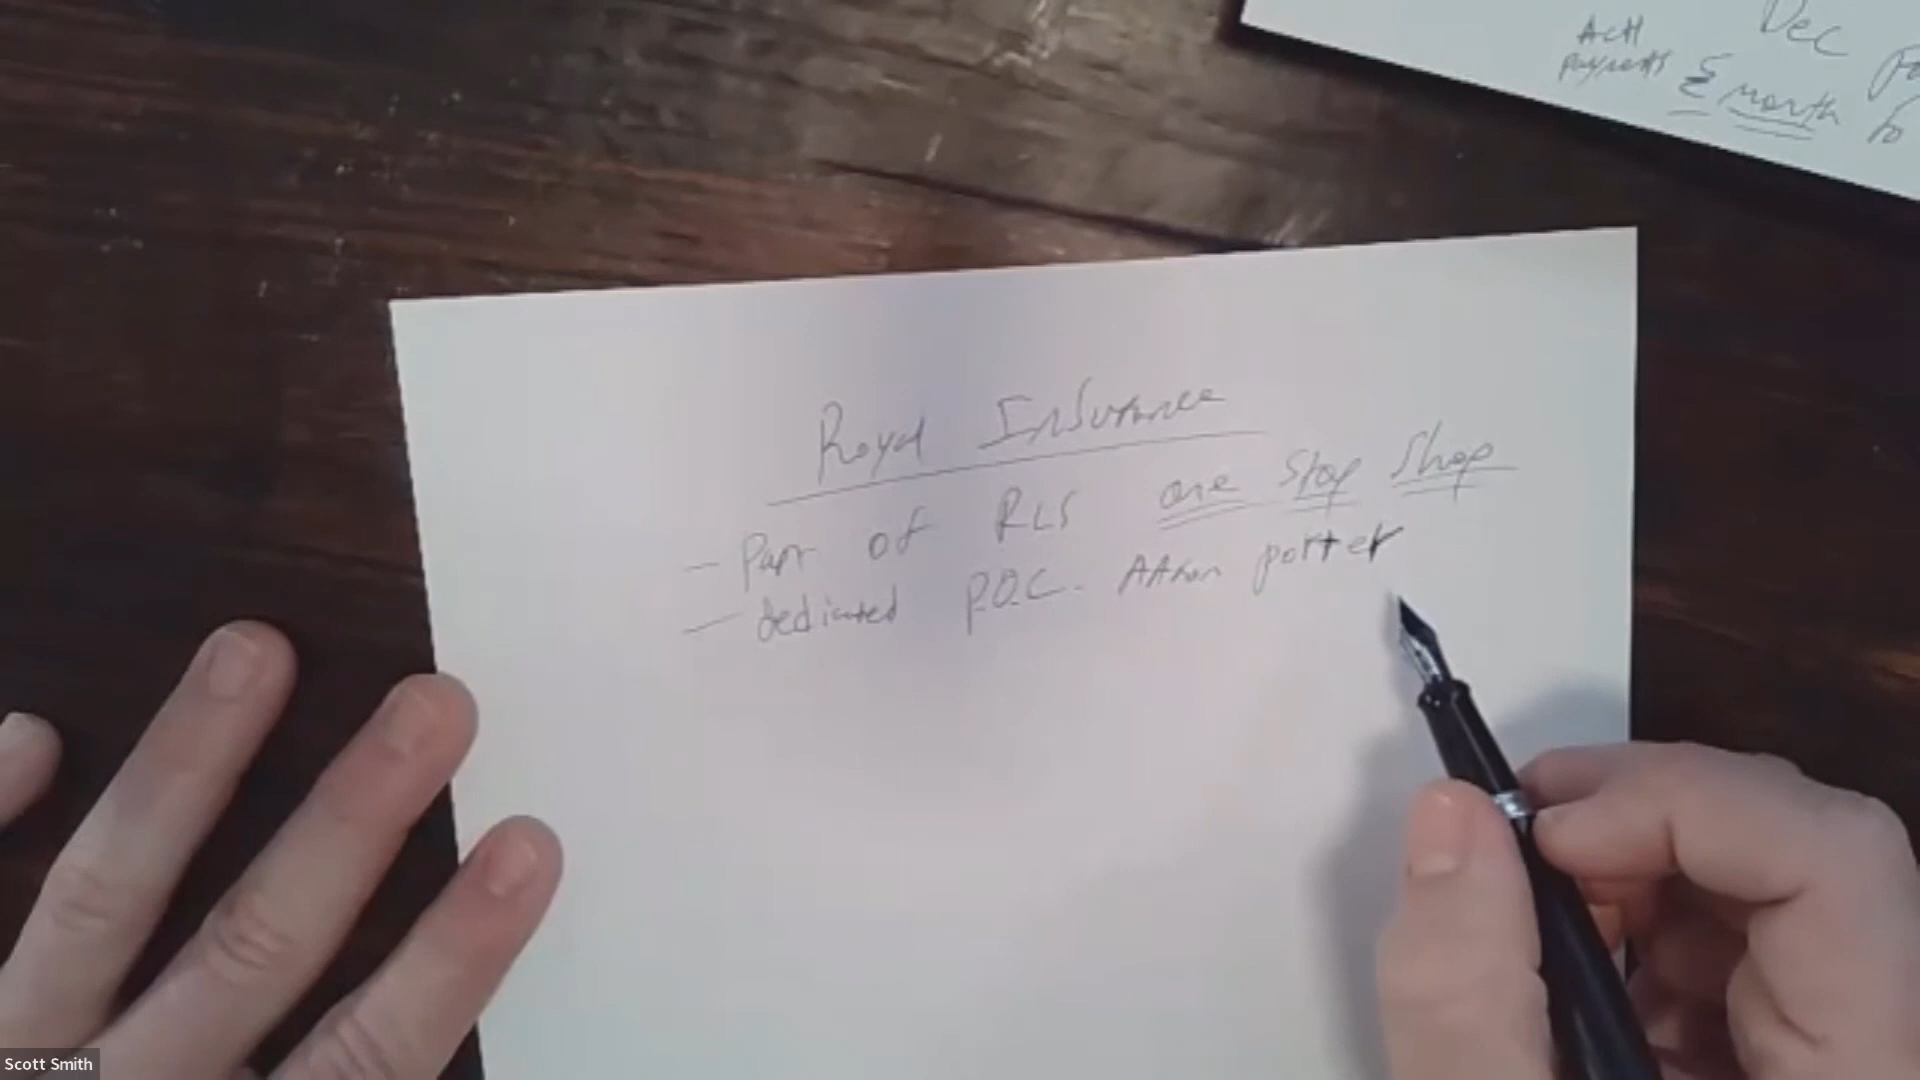 ACH
payments
Dec
£ month
Royal Insurance
- Part of RLS one stop shop
- dedicated P.O.C. AAron porter
Scott Smith